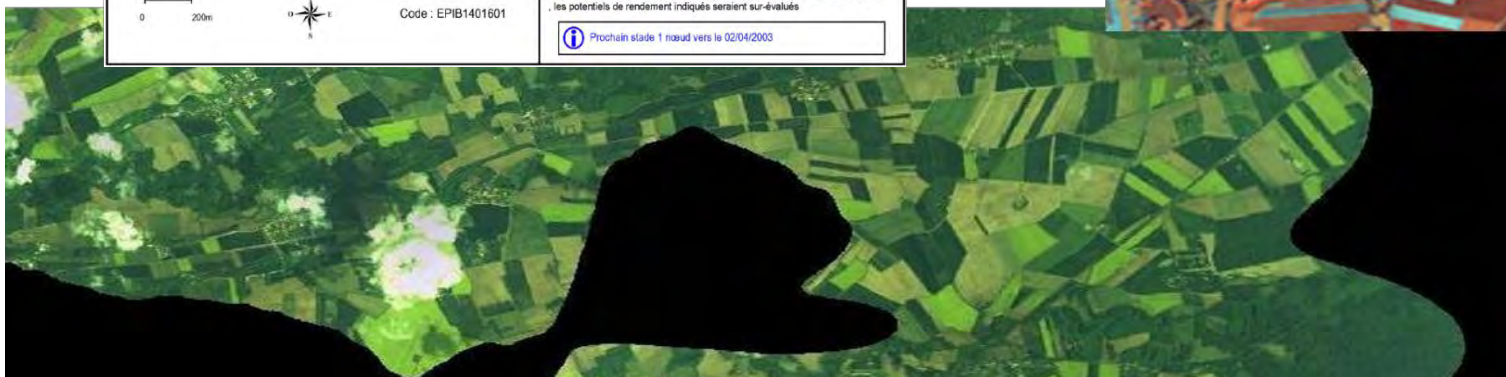 , les potentiels de rendement indiqués seraient sur-évalués
0 200m
O E
S
Code : EPIB1401601
Prochain stade 1 nœud vers le 02/04/2003